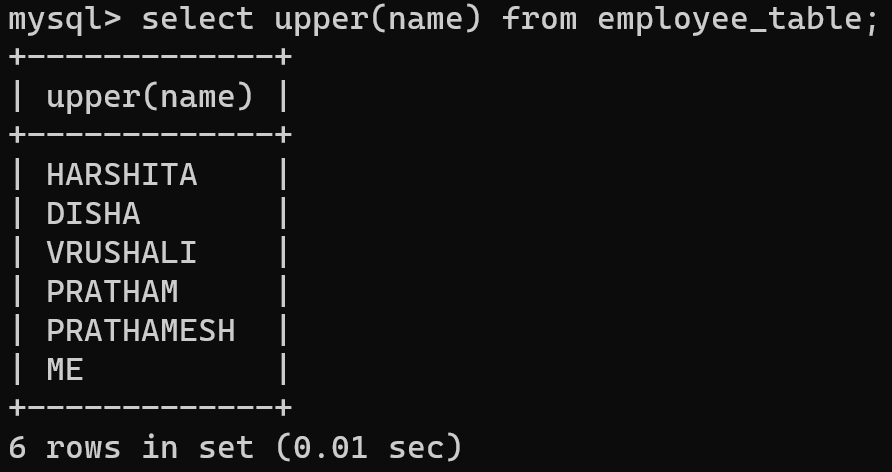 mysql> select upper(name) from employee_table;
+-------------+
| upper(name) |
+-------------+
| HARSHITA    |
| DISHA       |
| VRUSHALI    |
| PRATHAM     |
| PRATHAMESH  |
| ME          |
+-------------+
6 rows in set (0.01 sec)